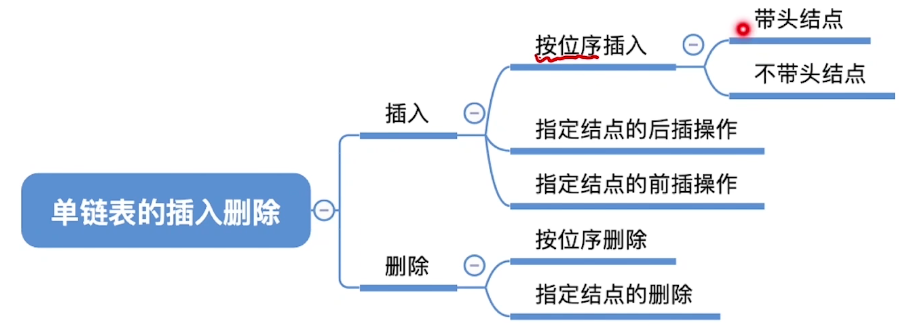 单链表的插入删除
插入
按位序插入
带头结点
不带头结点
指定结点的后插操作
指定结点的前插操作
删除
按位序删除
指定结点的删除